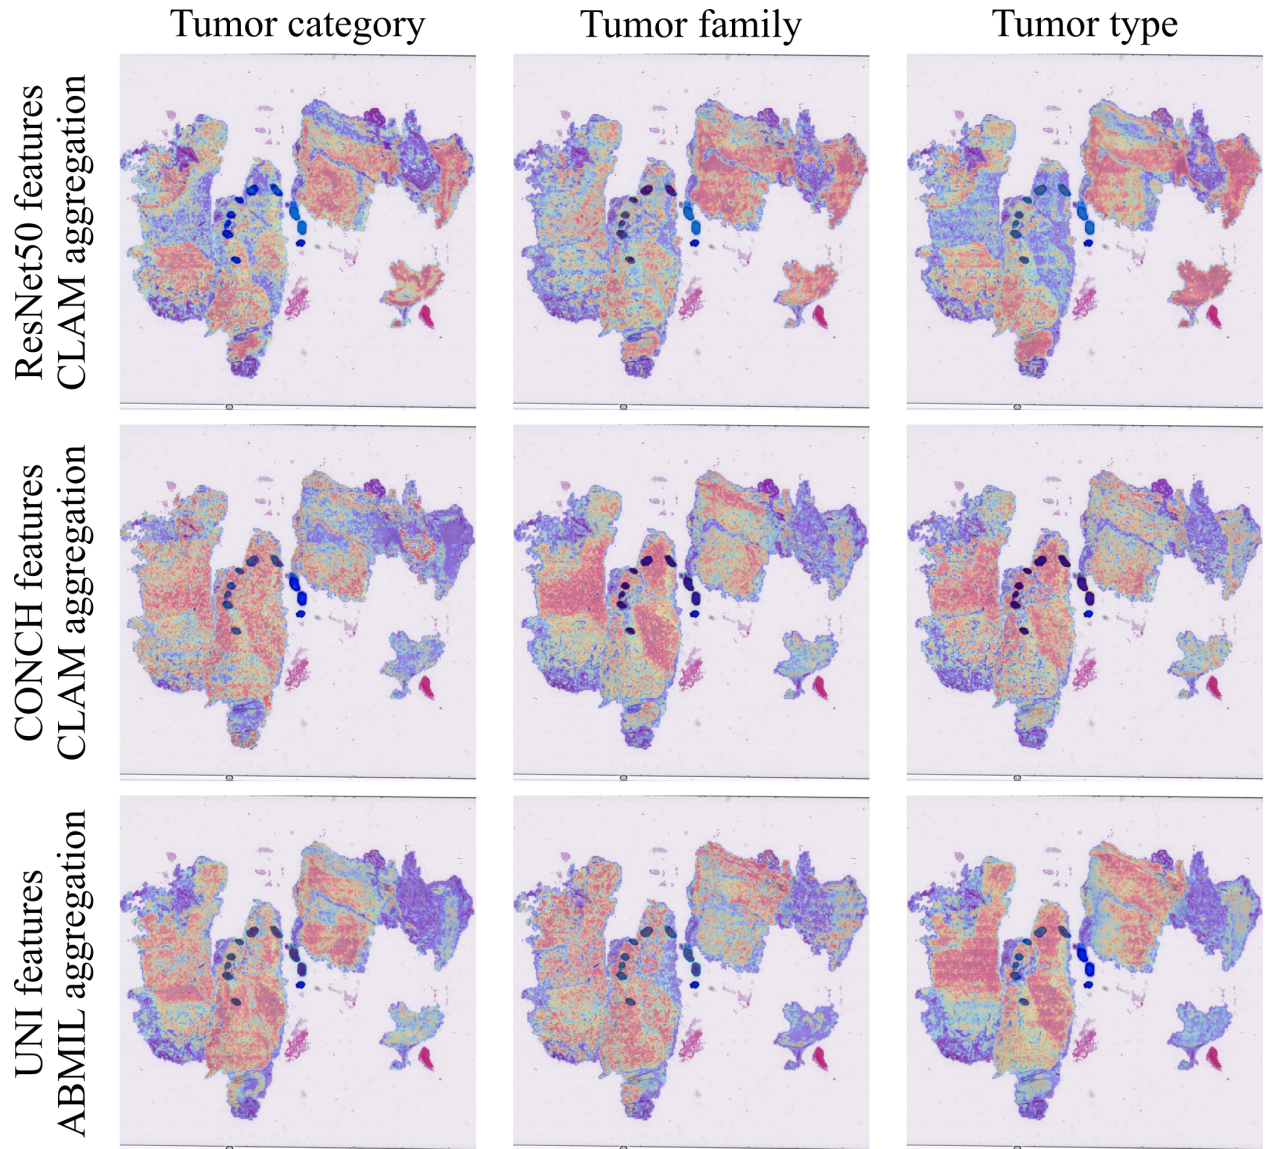 Tumor category
Tumor family
Tumor type
ResNet50 features
CLAM aggregation
CONCH features
CLAM aggregation
UNI features
ABMIL aggregation